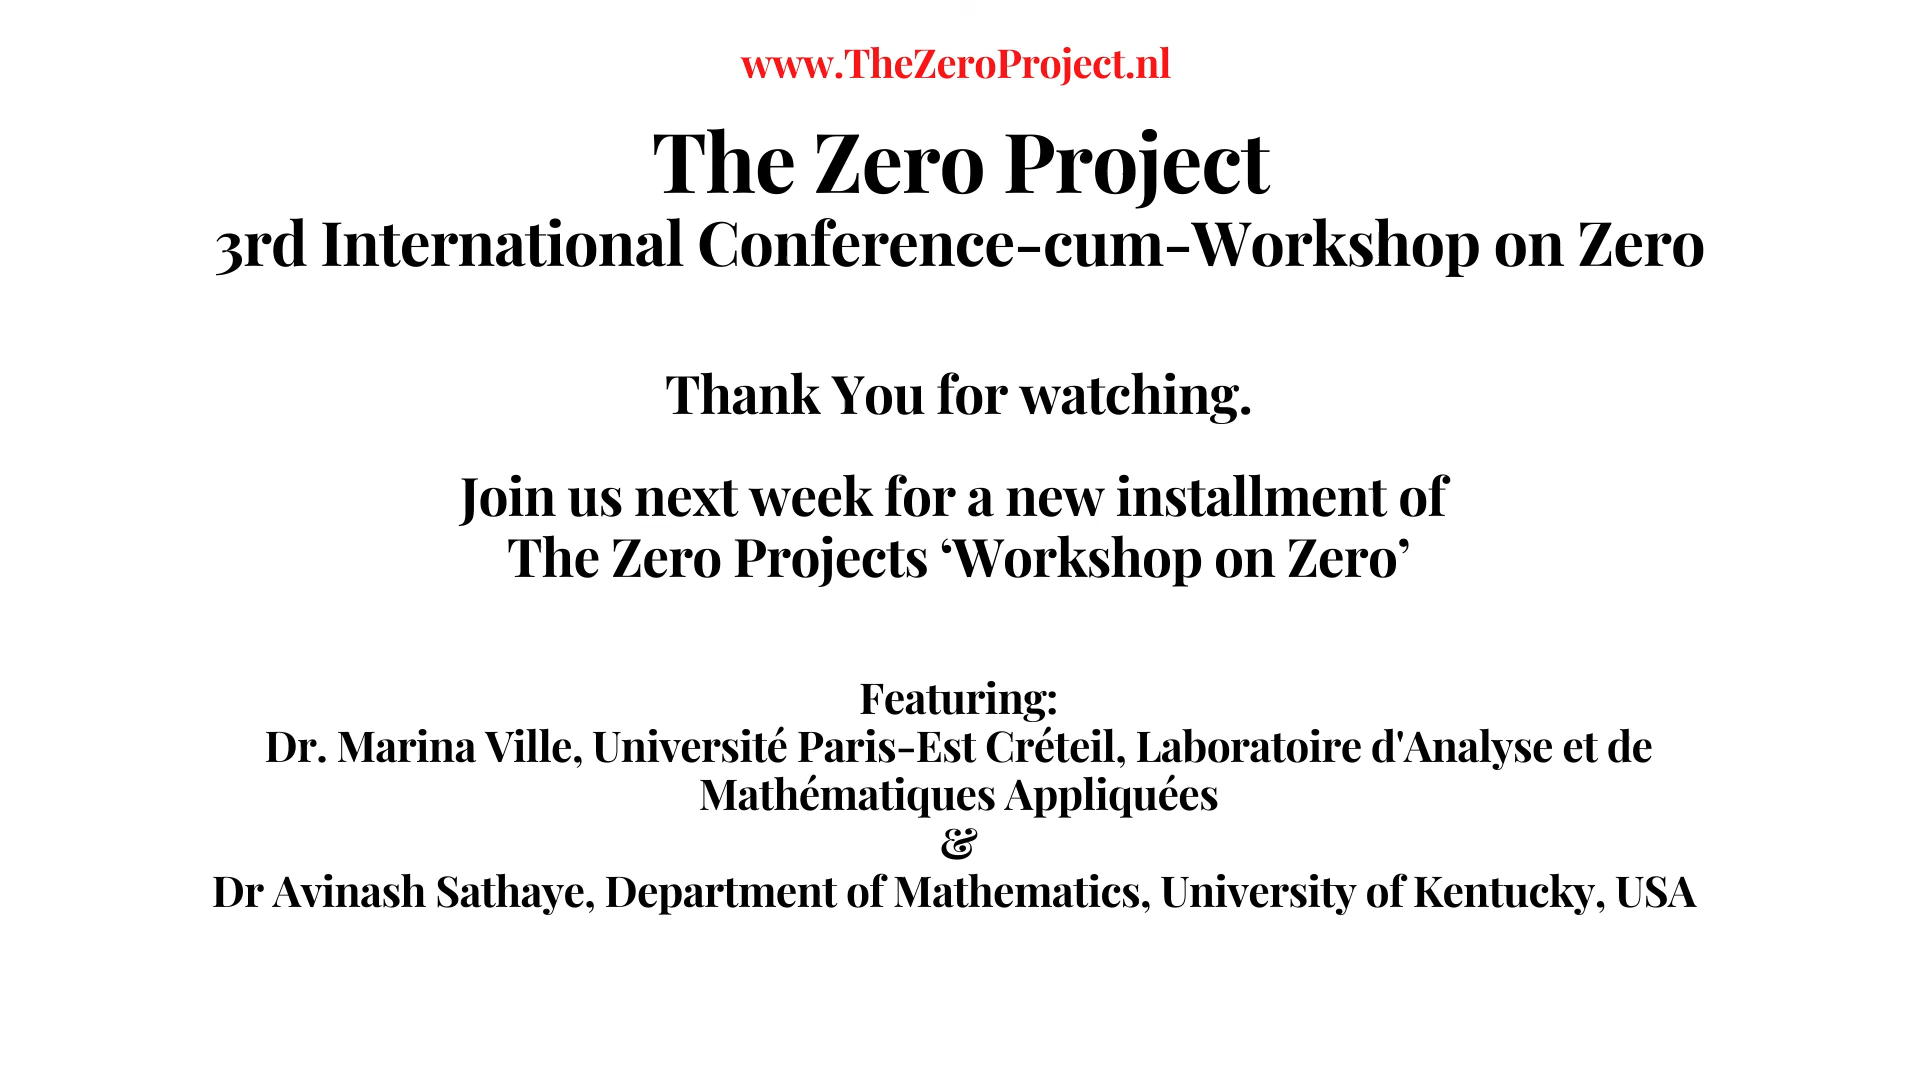 www.TheZeroProject.nl
The Zero Project
3rd International Conference-cum-Workshop on Zero
Thank You for watching.
Join us next week for a new installment of
The Zero Projects ‘Workshop on Zero’
Featuring:
Dr. Marina Ville, Université Paris-Est Créteil, Laboratoire d'Analyse et de
Mathématiques Appliquées
&
Dr Avinash Sathaye, Department of Mathematics, University of Kentucky, USA